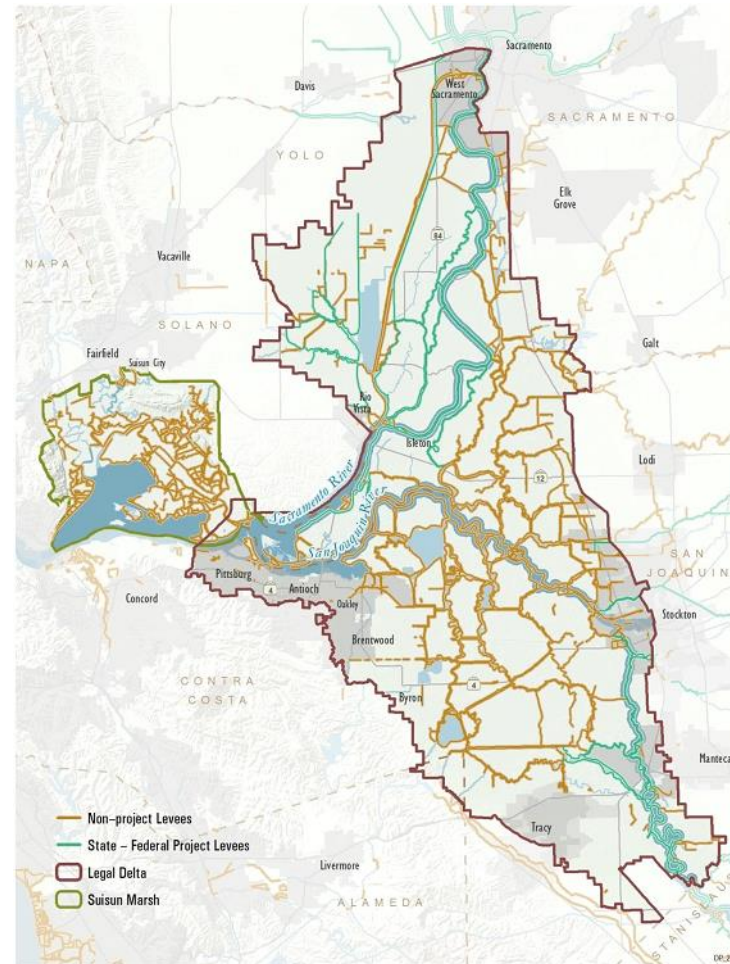 Sacramento
Davis
West
Sacramento
SACRAMENTO
YOLO
Elk
Grove
84
Vacaville
NAPA
SOLANO
Galt
Fairfield
Suisun City
Rio
Vista
Isleton
Lodi
Sacramento River
12
San Joaquin River
SAN
JOAQUIN
Pittsburg
4
Antioch
Concord
Oakley
Stockton
Brentwood
CONTRA
COSTA
Byron
4
Manteca
Non-project Levees
State - Federal Project Levees
Tracy
Legal Delta
Livermore
Suisun Marsh
ALAMEDA
STANISLAUS